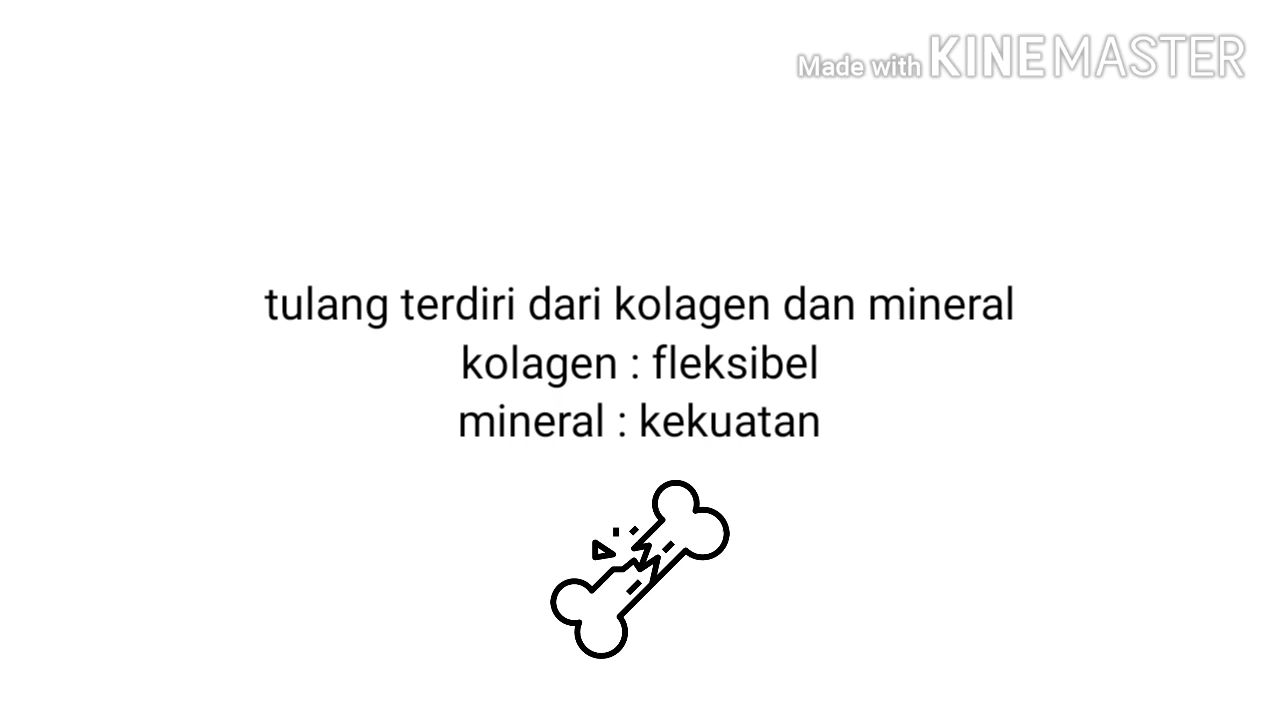 Made with KINEMASTER
tulang terdiri dari kolagen dan mineral
kolagen : fleksibel
mineral : kekuatan